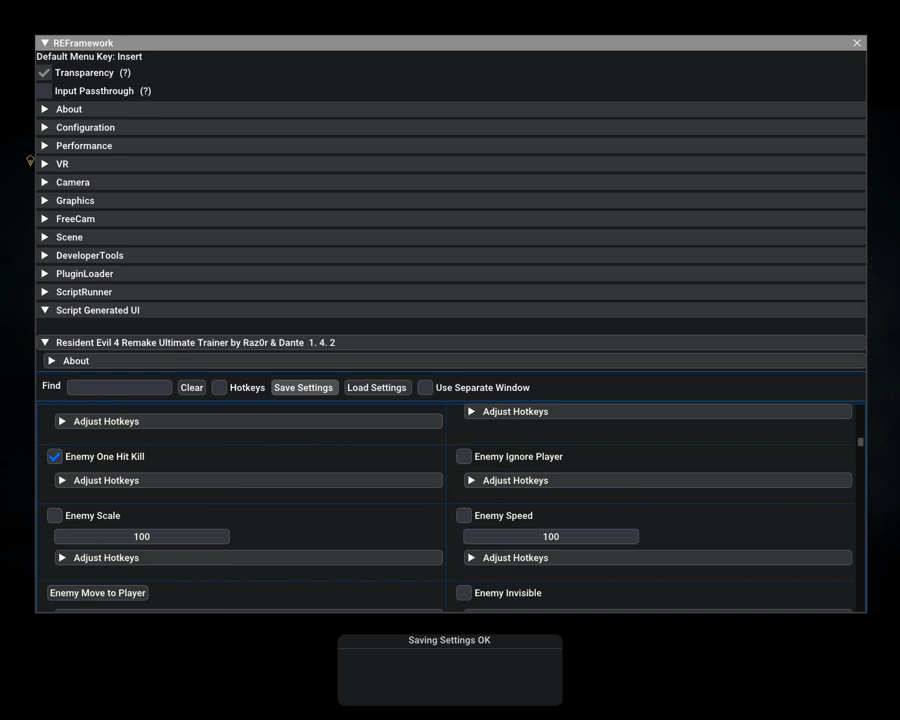 REFramework
Default Menu Key: Insert
Transparency (?)
Input Passthrough (?)
About
Configuration
Performance
VR
Camera
Graphics
FreeCam
Scene
DeveloperTools
PluginLoader
ScriptRunner
Script Generated UI
Resident Evil 4 Remake Ultimate Trainer by Raz0r & Dante 1. 4. 2
About
Find Clear Hotkeys Save Settings Load Settings Use Separate Window
Adjust Hotkeys Adjust Hotkeys
Enemy One Hit Kill Enemy Ignore Player
Adjust Hotkeys Adjust Hotkeys
Enemy Scale Enemy Speed
100 100
Adjust Hotkeys Adjust Hotkeys
Enemy Move to Player Enemy Invisible
Saving Settings OK